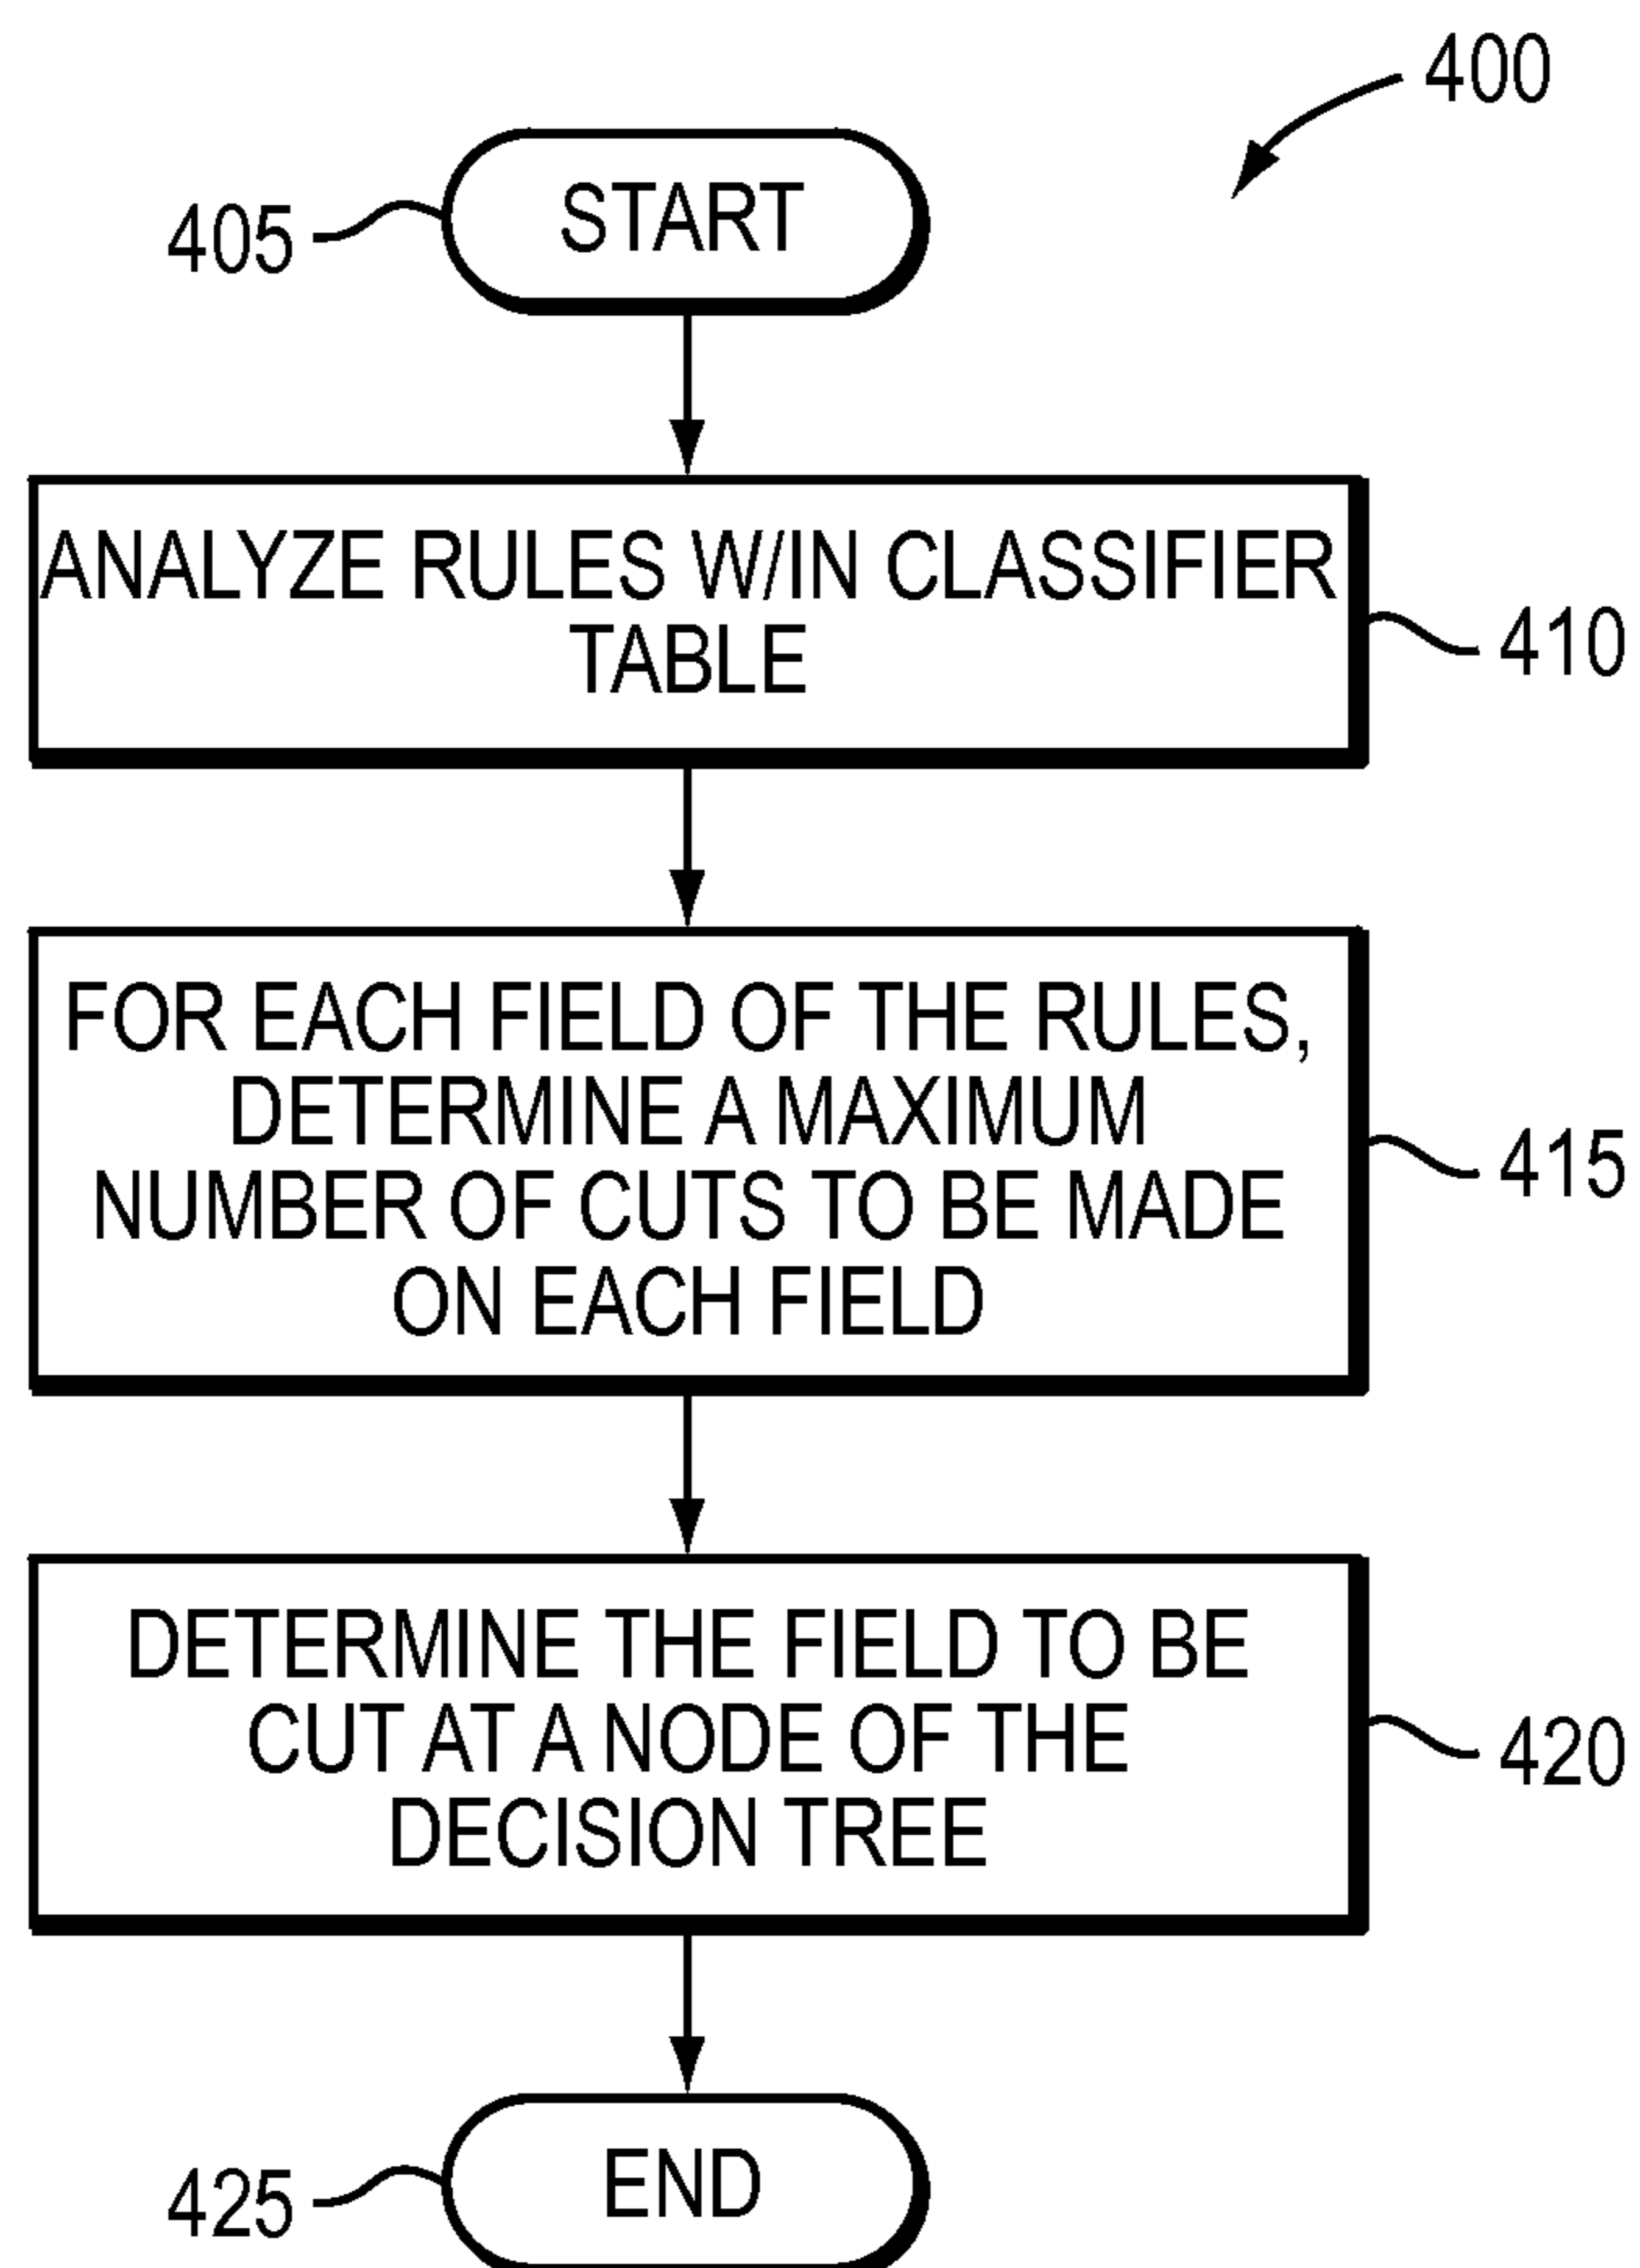 400
START
405
ANALYZE RULES W/IN CLASSIFIER
TABLE
410
FOR EACH FIELD OF THE RULES,
DETERMINE A MAXIMUM
NUMBER OF CUTS TO BE MADE
ON EACH FIELD
415
DETERMINE THE FIELD TO BE
CUT AT A NODE OF THE
DECISION TREE
420
END
425